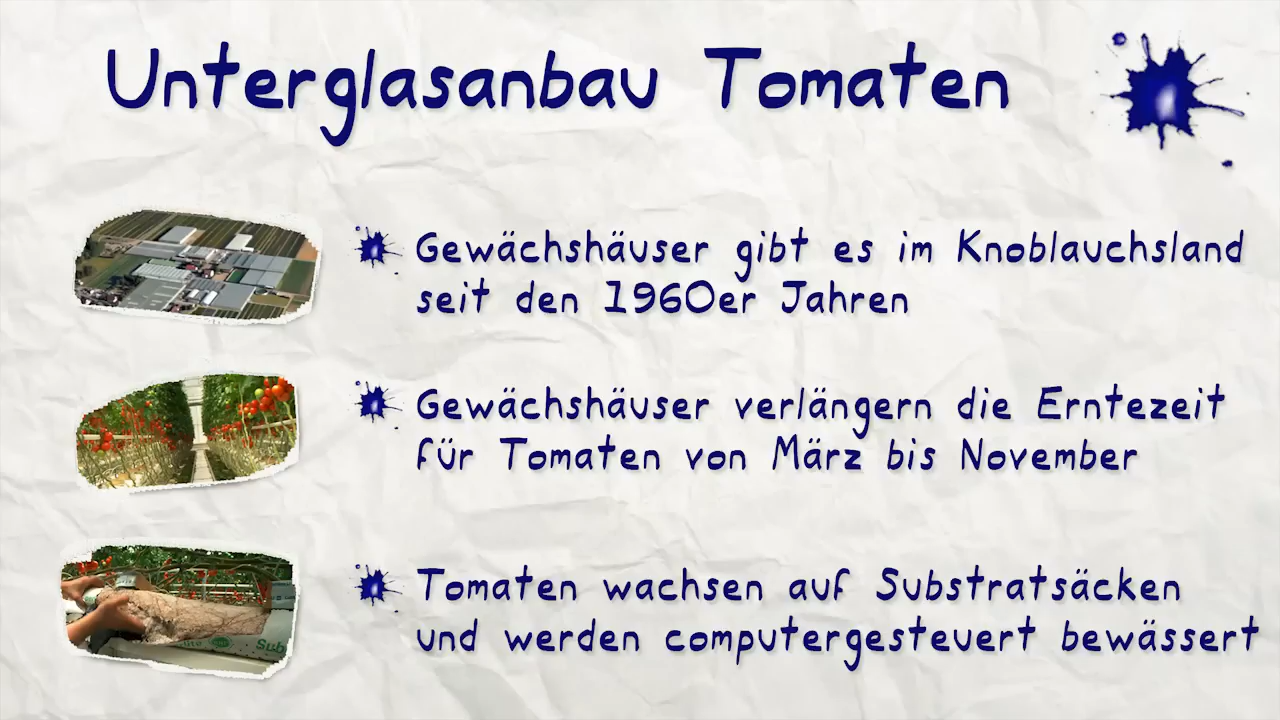 Unterglasanbau Tomaten
Gewächshäuser gibt es im Knoblauchsland
seit den 1960er Jahren
Gewächshäuser verlängern die Erntezeit
für Tomaten von März bis November
Tomaten wachsen auf Substratsäcken
und werden computergesteuert bewässert
Sub